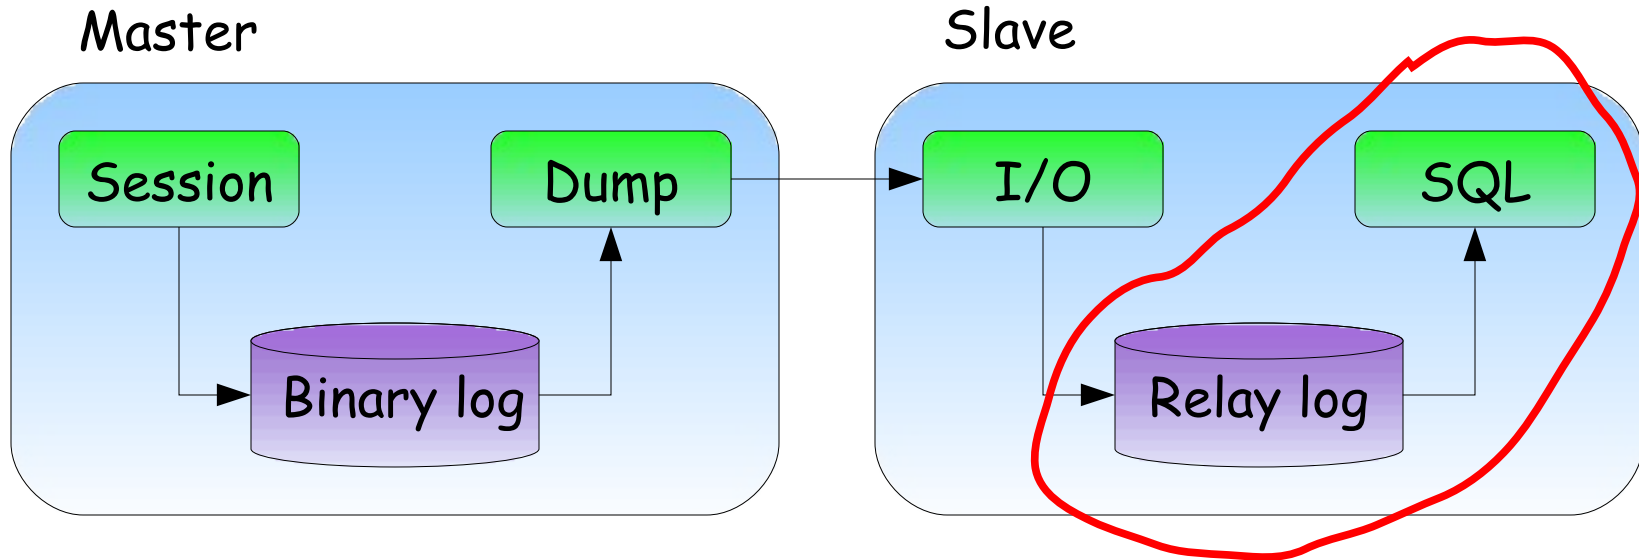 Master
Slave
Session
Dump
I/O
SQL
Binary log
Relay log